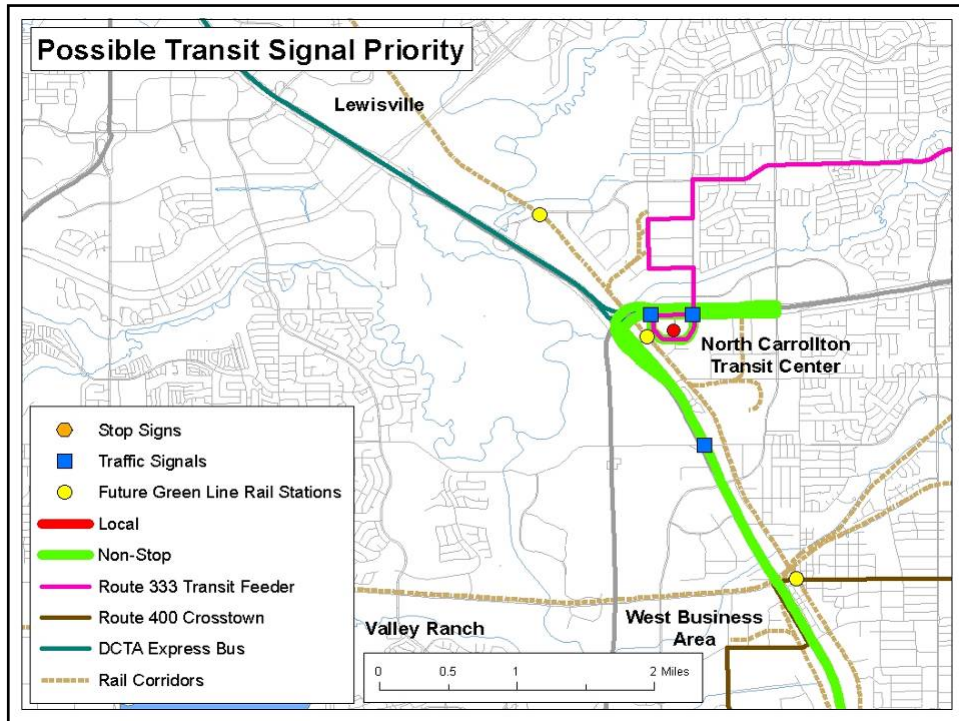 Possible Transit Signal Priority
Lewisville
North Carrollton
Transit Center
Stop Signs
Traffic Signals
Future Green Line Rail Stations
Local
Non-Stop
Route 333 Transit Feeder
Route 400 Crosstown
DCTA Express Bus
Rail Corridors
Valley Ranch
West Business
Area
0 0.5 1 2 Miles